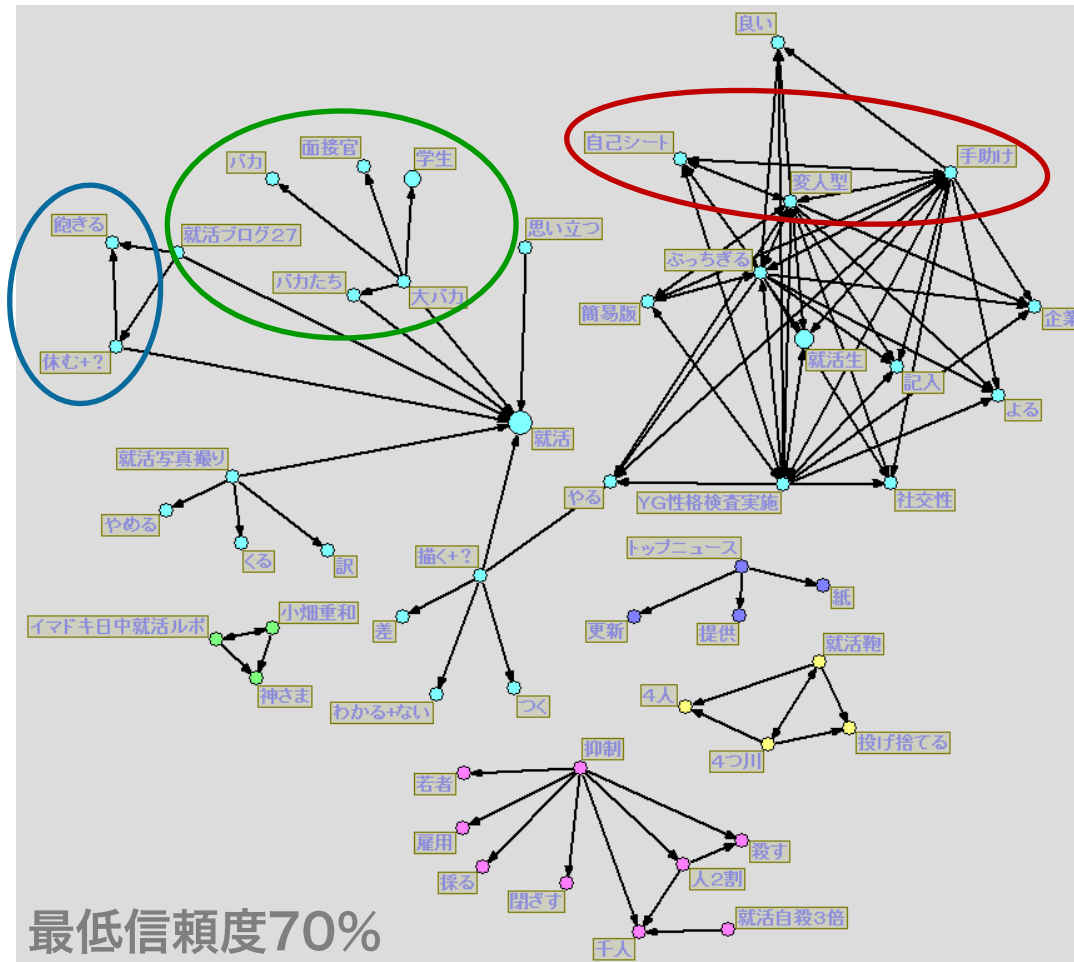 良い
自己シート
手助け
変人型
面接官
学生
バカ
飽きる
就活ブログ27
思い立つ
ぶっちぎる
バカたち
大バカ
簡易版
企業
休む+?
就活生
記入
よる
就活
就活写真撮り
やる
YG性格検査実施
社交性
やめる
くる
訳
描く+?
トップニュース
紙
イマドキ日中就活ルポ
小畑重和
差
更新
提供
神さま
わかる+ない
つく
就活鞄
4人
4つ川
投げ捨てる
抑制
若者
雇用
殺す
採る
人2割
閉ざす
就活自殺3倍
千人
最低信頼度70%